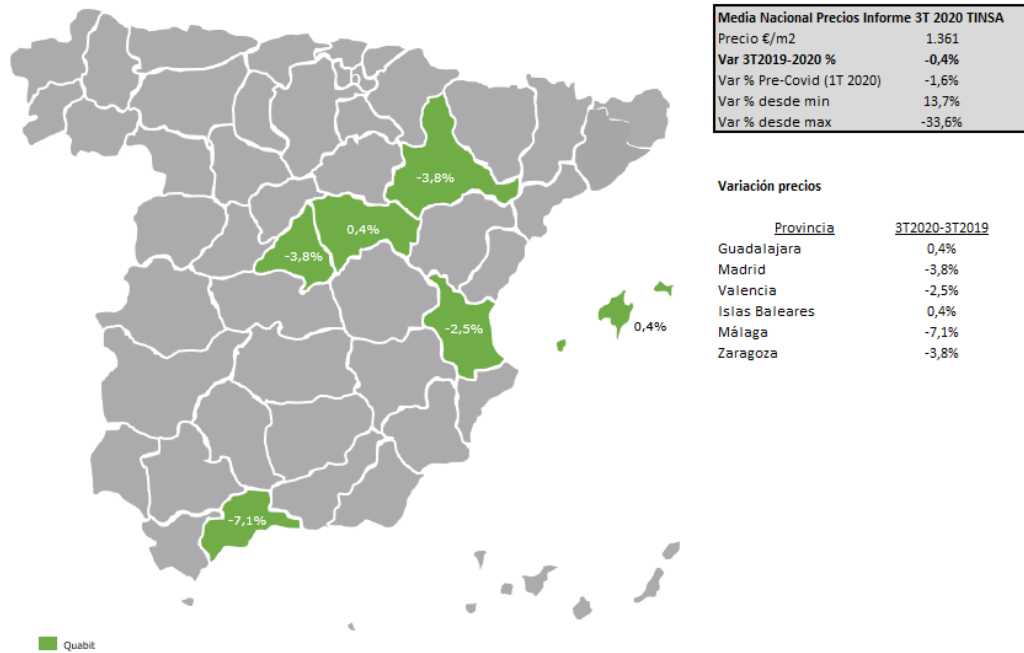 Media Nacional Precios Informe 3T 2020 TINSA
Precio €/m2 1.361
Var 3T2019-2020 % -0,4%
Var % Pre-Covid (1T 2020) -1,6%
Var % desde min 13,7%
Var % desde max -33,6%
Variación precios
Provincia 3T2020-3T2019
Guadalajara 0,4%
Madrid -3,8%
Valencia -2,5%
Islas Baleares 0,4%
Málaga -7,1%
Zaragoza -3,8%
-3,8%
0,4%
-3,8%
-2,5%
0,4%
-7,1%
Quabit